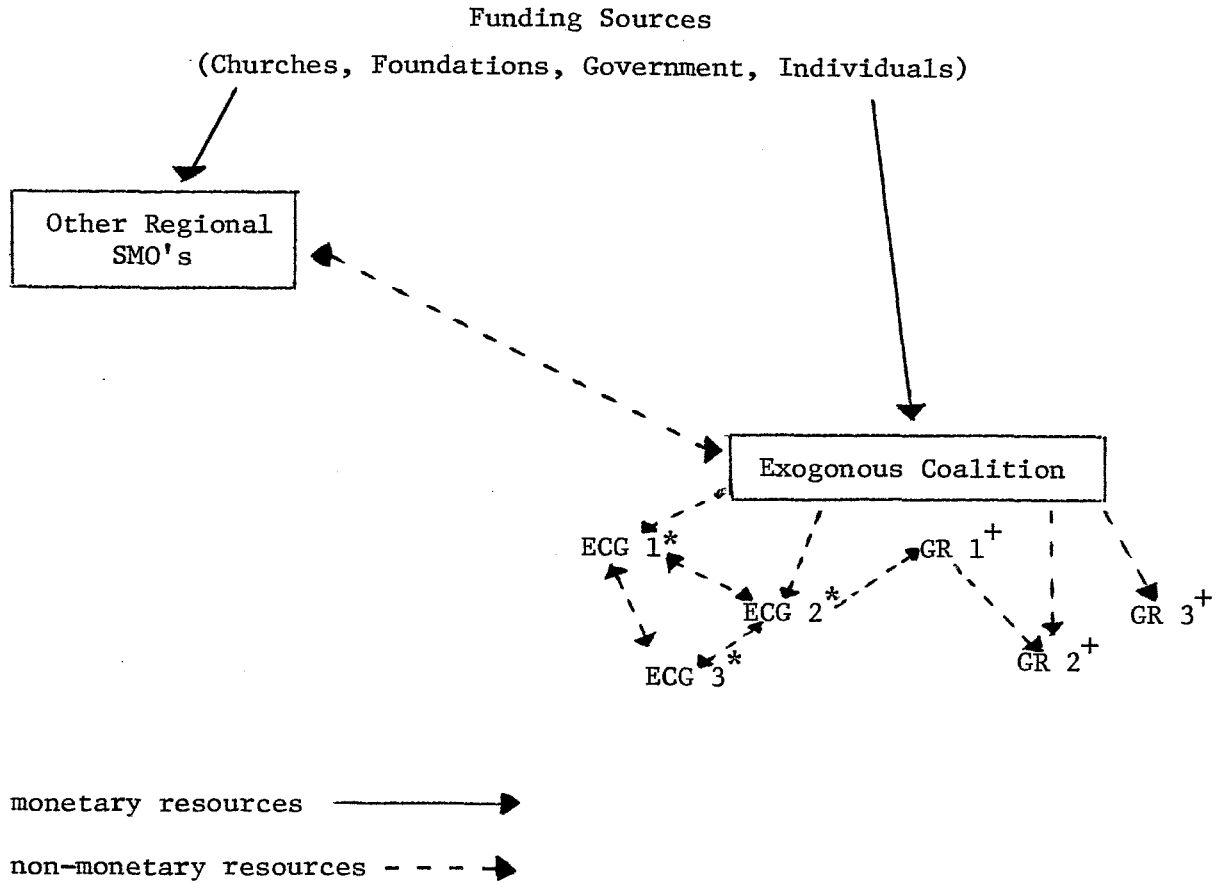 Funding Sources
(Churches, Foundations, Government, Individuals)
Other Regional
SMO's
Exogonous Coalition
ECG 1*
GR 1+
ECG 2*
GR 3+
ECG 3*
GR 2+
monetary resources
non-monetary resources